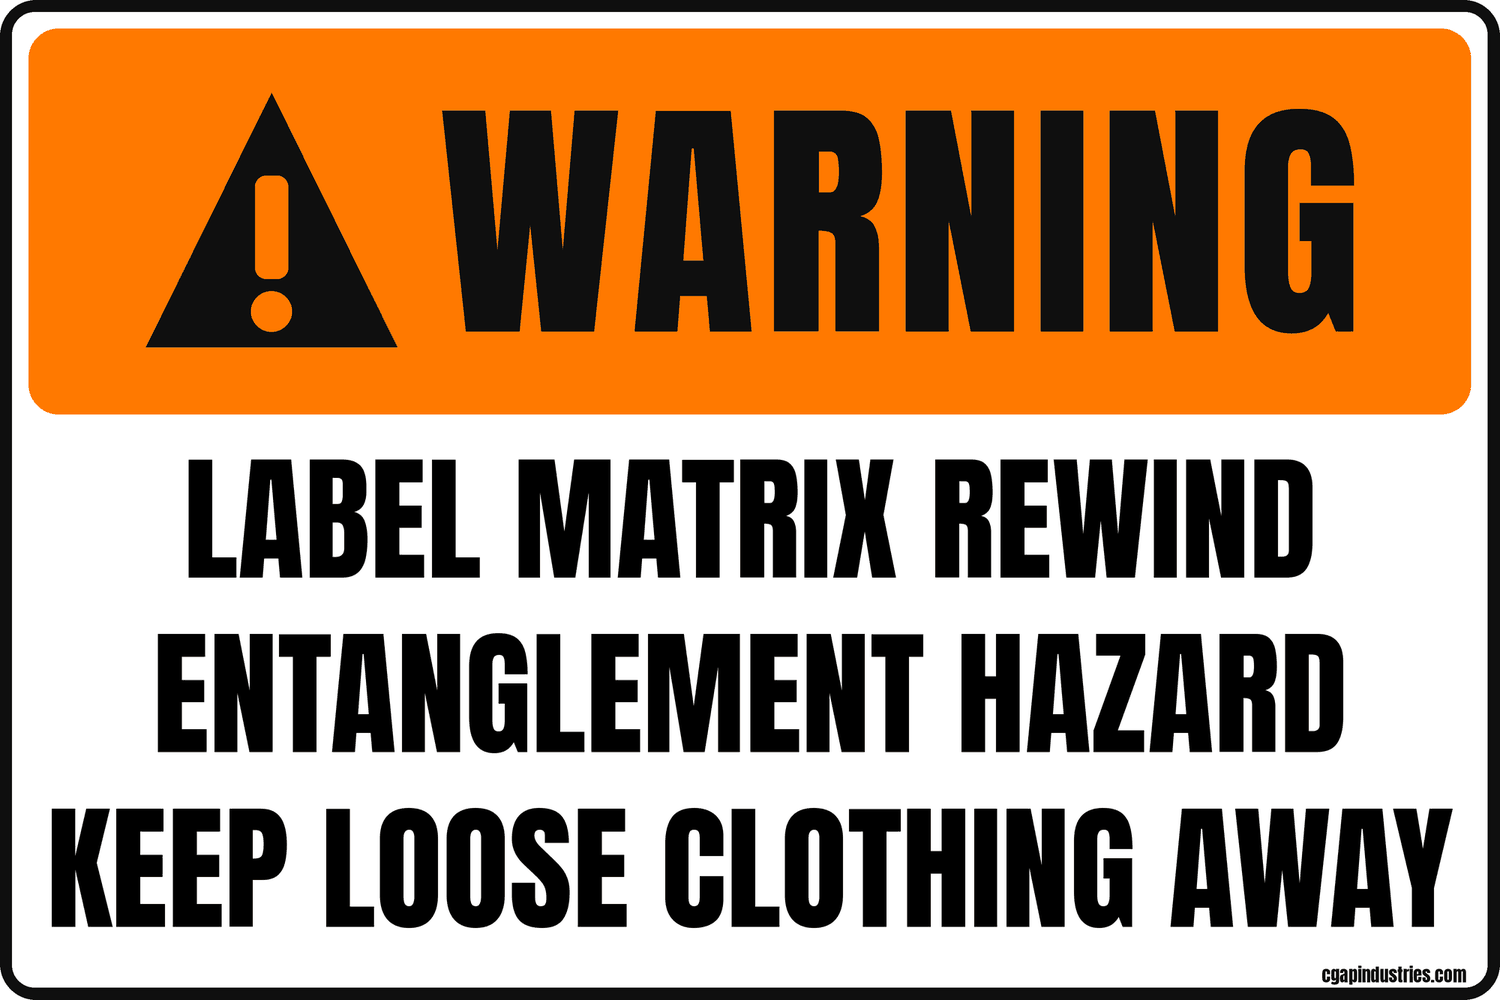 WARNING
LABEL MATRIX REWIND
ENTANGLEMENT HAZARD
KEEP LOOSE CLOTHING AWAY
cgapindustries.com